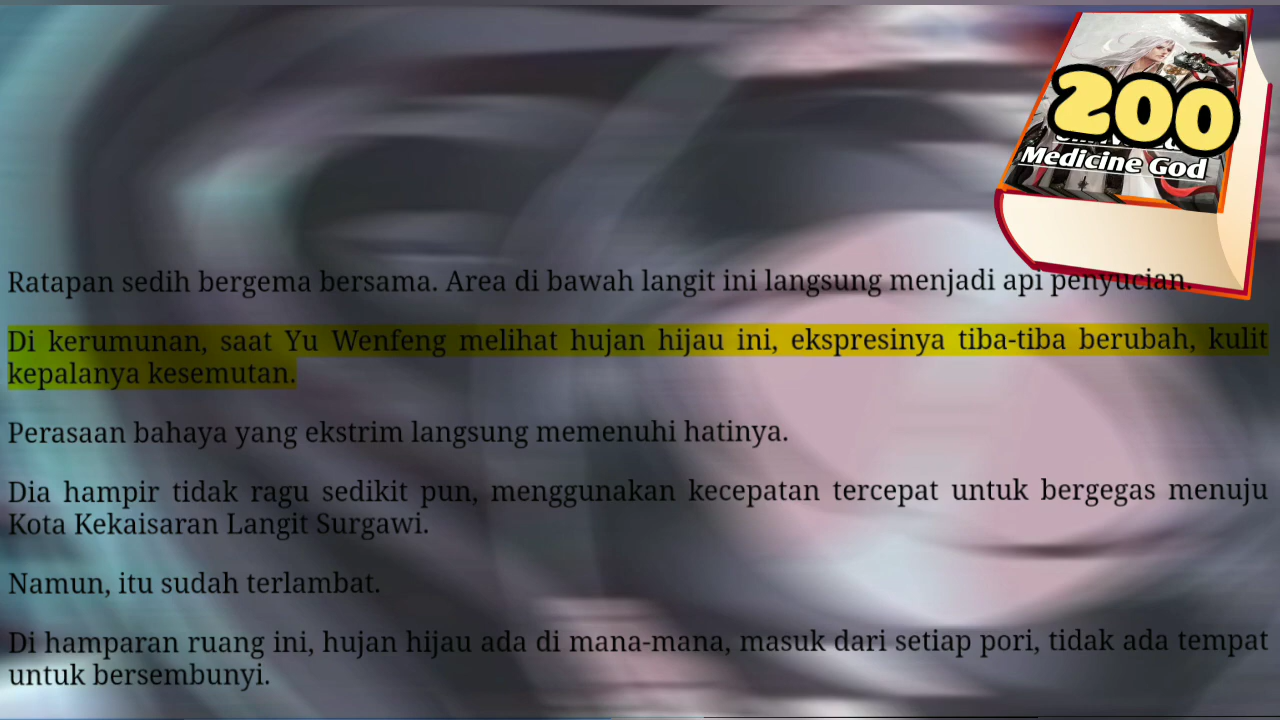 200
Medicine God
Ratapan sedih bergema bersama. Area di bawah langit ini langsung menjadi api penyucian.
Di kerumunan, saat Yu Wenfeng melihat hujan hijau ini, ekspresinya tiba-tiba berubah, kulit
kepalanya kesemutan.
Perasaan bahaya yang ekstrim langsung memenuhi hatinya.
Dia hampir tidak ragu sedikit pun, menggunakan kecepatan tercepat untuk bergegas menuju
Kota Kekaisaran Langit Surgawi.
Namun, itu sudah terlambat.
Di hamparan ruang ini, hujan hijau ada di mana-mana, masuk dari setiap pori, tidak ada tempat
untuk bersembunyi.